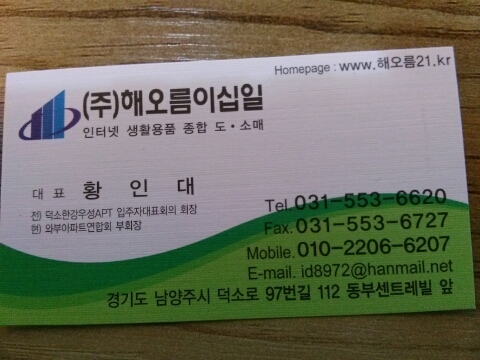 Homepage : www.해오름21.kr
(주)해오름이십일
인터넷 생활용품 종합 도·소매
대 표 황 인 대
전) 덕소한강우성APT 입주자대표회의 회장
현) 와부아파트연합회 부회장
Tel. 031-553-6620
Fax. 031-553-6727
Mobile. 010-2206-6207
E-mail. id8972@hanmail.net
경기도 남양주시 덕소로 97번길 112 동부센트레빌 앞